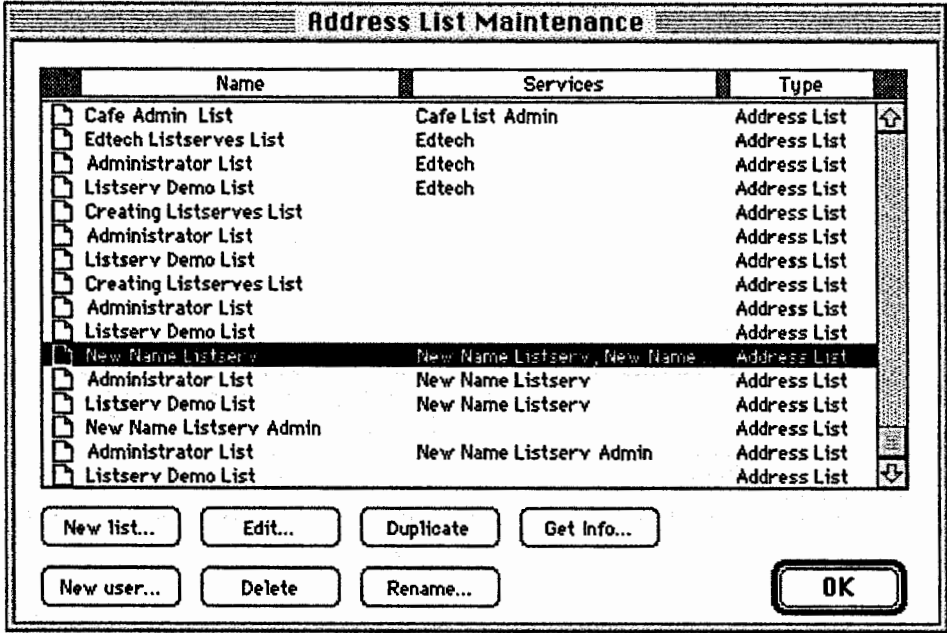 Address List Maintenance
Name Services Type
Cafe Admin List Cafe List Admin Address List
Edtech Listserves List Edtech Address List
Administrator List Edtech Address List
Listserv Demo List Edtech Address List
Creating Listserves List Address List
Administrator List Address List
Listserv Demo List Address List
Creating Listserves List Address List
Administrator List Address List
Listserv Demo List Address List
New Name Listserv New Name Listserv, New Name... Address List
Administrator List New Name Listserv Address List
Listserv Demo List New Name Listserv Address List
New Name Listserv Admin Address List
Administrator List New Name Listserv Admin Address List
Listserv Demo List Address List
New list... Edit... Duplicate Get Info...
New user... Delete Rename... OK